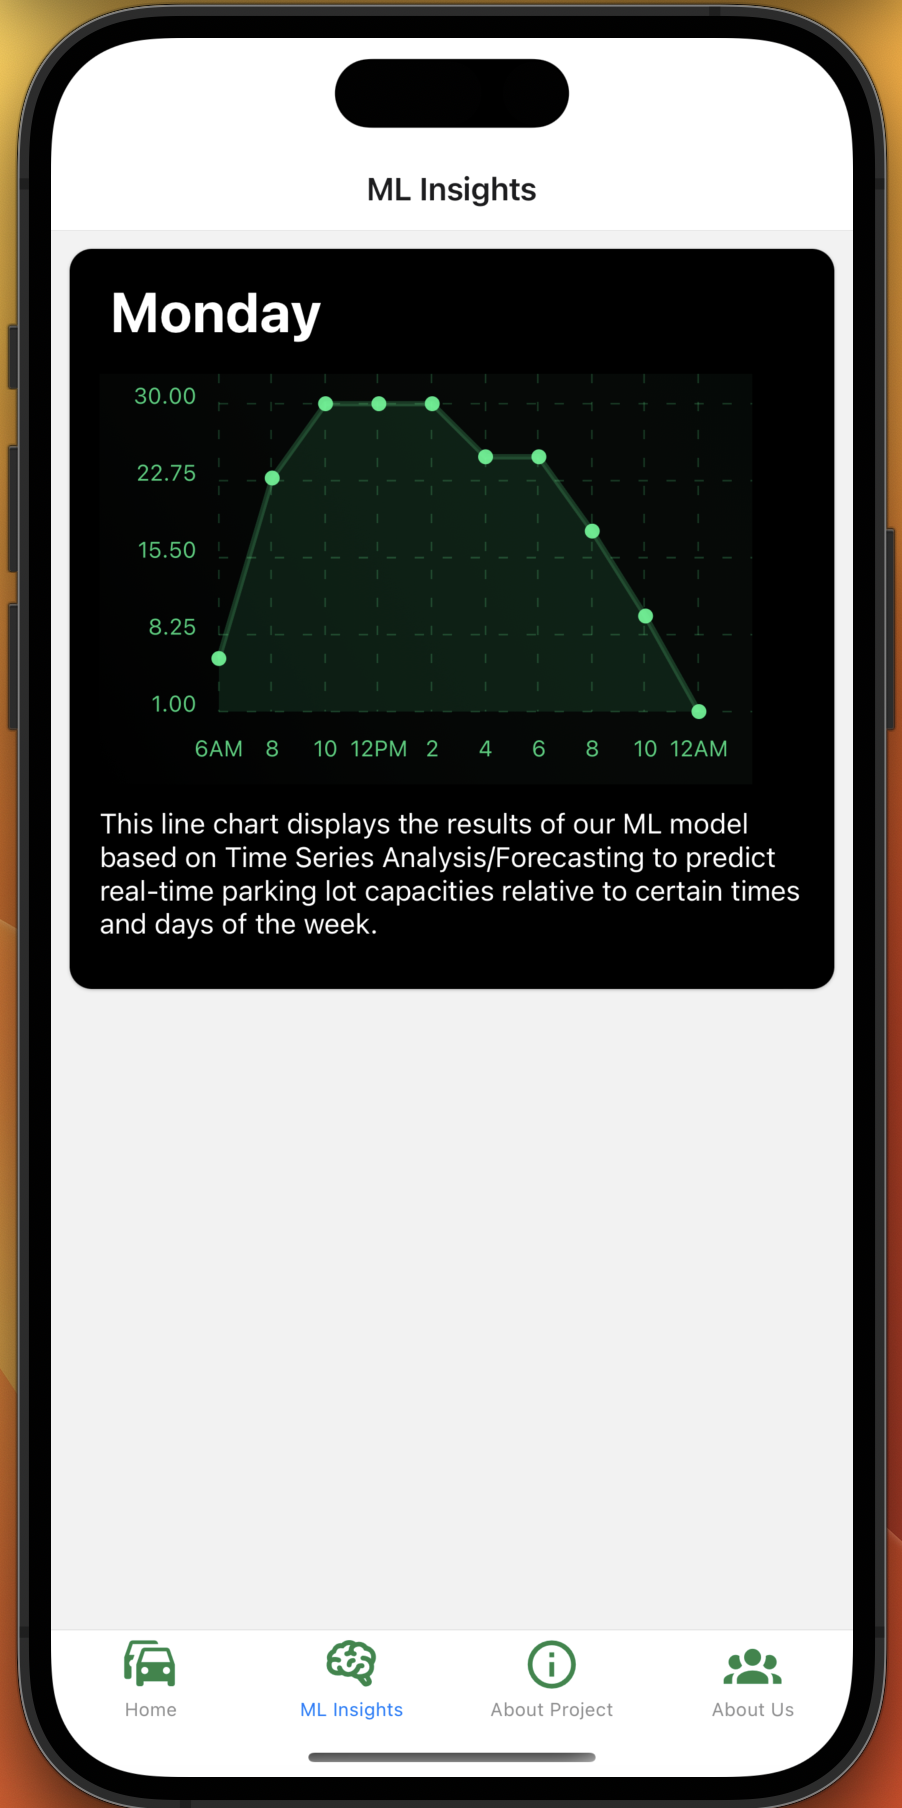 ML Insights
Monday
30.00
22.75
15.50
8.25
1.00
6AM 8 10 12PM 2 4 6 8 10 12AM
This line chart displays the results of our ML model
based on Time Series Analysis/Forecasting to predict
real-time parking lot capacities relative to certain times
and days of the week.
Home ML Insights About Project About Us